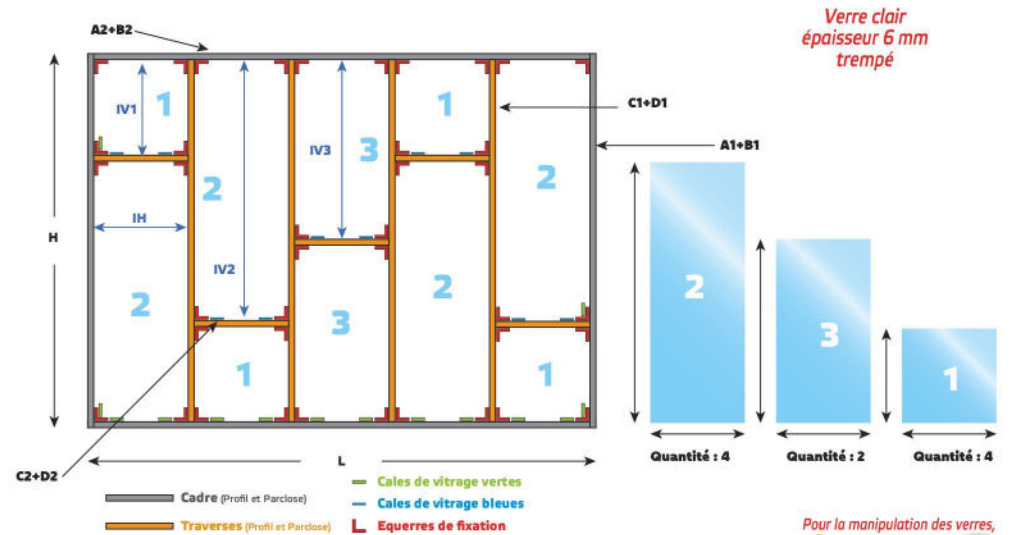 Verre clair
épaisseur 6 mm
trempé
A2+B2
C1+D1
A1+B1
IV1
1
IV3
3
1
2
2
H
IH
IV2
2
3
2
1
1
2
3
1
Quantité : 4
Quantité : 2
Quantité : 4
L
C2+D2
Cadre (Profil et Parclose)
Traverses (Profil et Parclose)
Cales de vitrage vertes
Cales de vitrage bleues
Equerres de fixation
Pour la manipulation des verres,